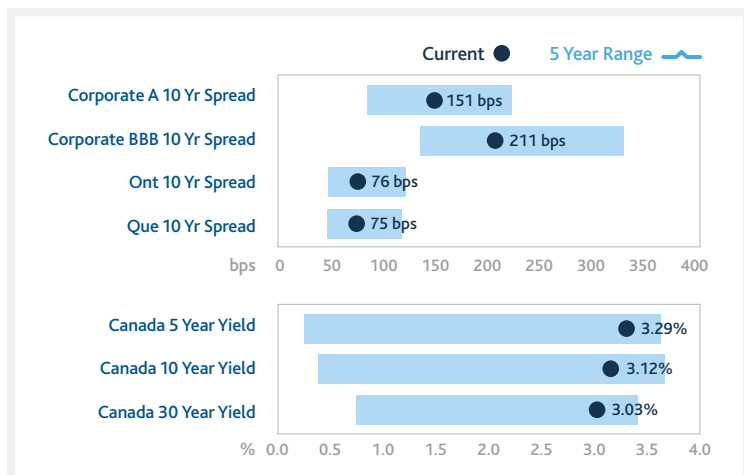 Current 5 Year Range
Corporate A 10 Yr Spread 151 bps
Corporate BBB 10 Yr Spread 211 bps
Ont 10 Yr Spread 76 bps
Que 10 Yr Spread 75 bps
bps 0 50 100 150 200 250 300 350 400
Canada 5 Year Yield 3.29%
Canada 10 Year Yield 3.12%
Canada 30 Year Yield 3.03%
% 0.0 0.5 1.0 1.5 2.0 2.5 3.0 3.5 4.0